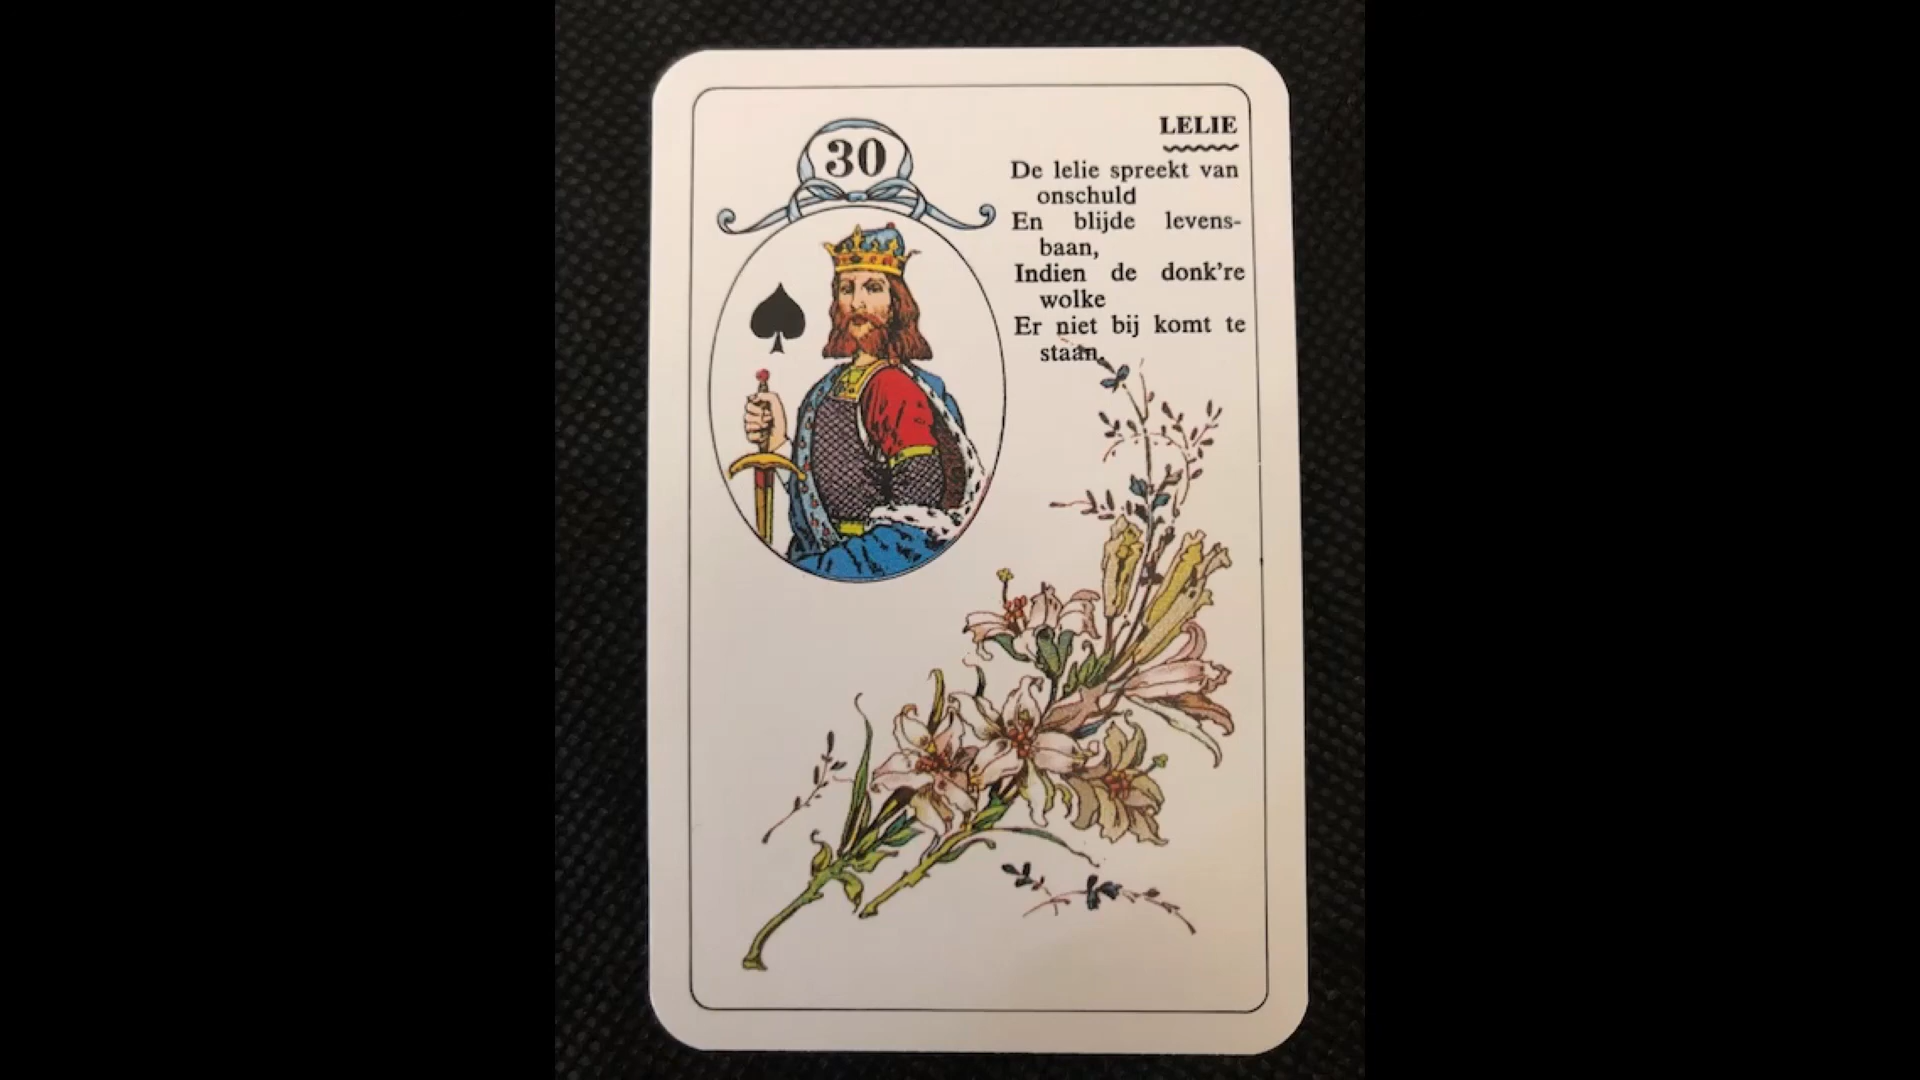 30
LELIE
De lelie spreekt van
onschuld
En blijde levens-
baan,
Indien de donk're
wolke
Er niet bij komt te
staan.